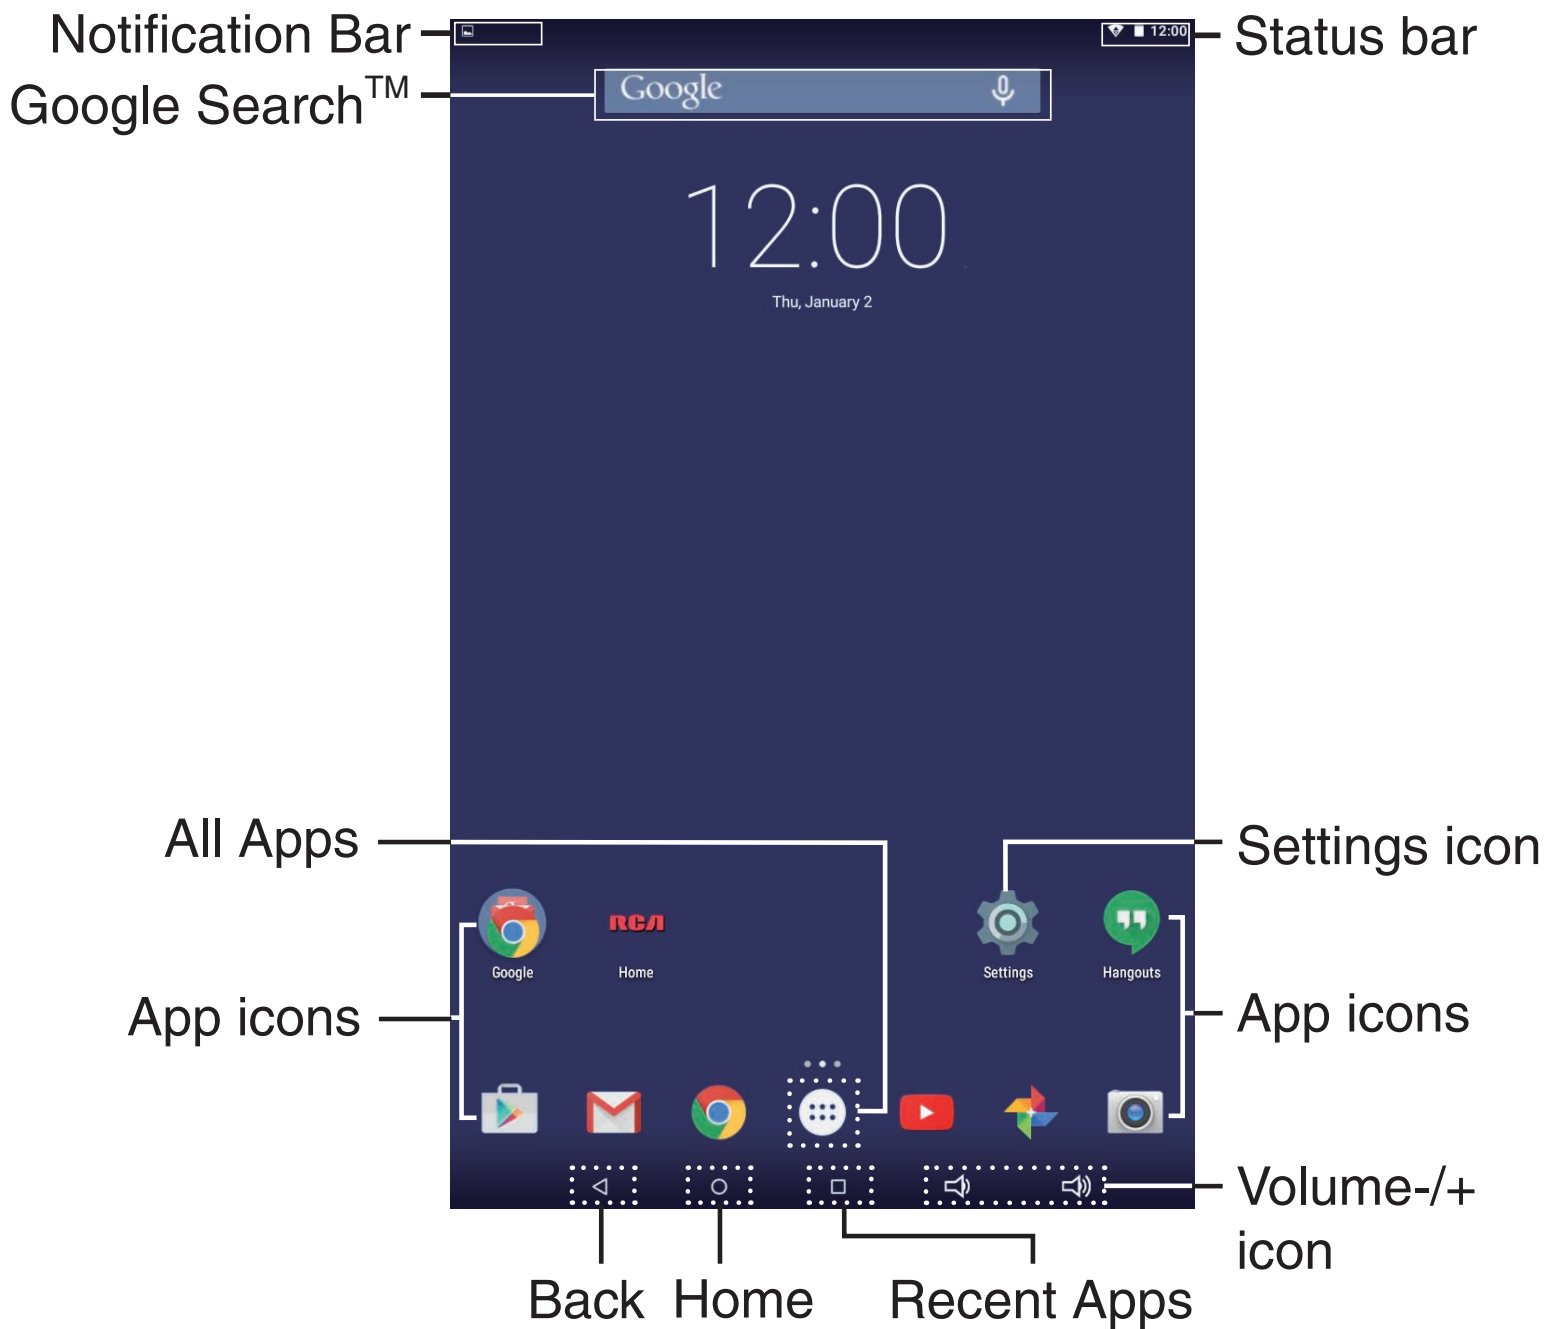 Notification Bar
12:00
Status bar
Google Search™
Google
12:00
Thu, January 2
All Apps
Settings icon
RCA
Google
Home
Settings
Hangouts
App icons
App icons
Volume-/+
icon
Back
Home
Recent Apps